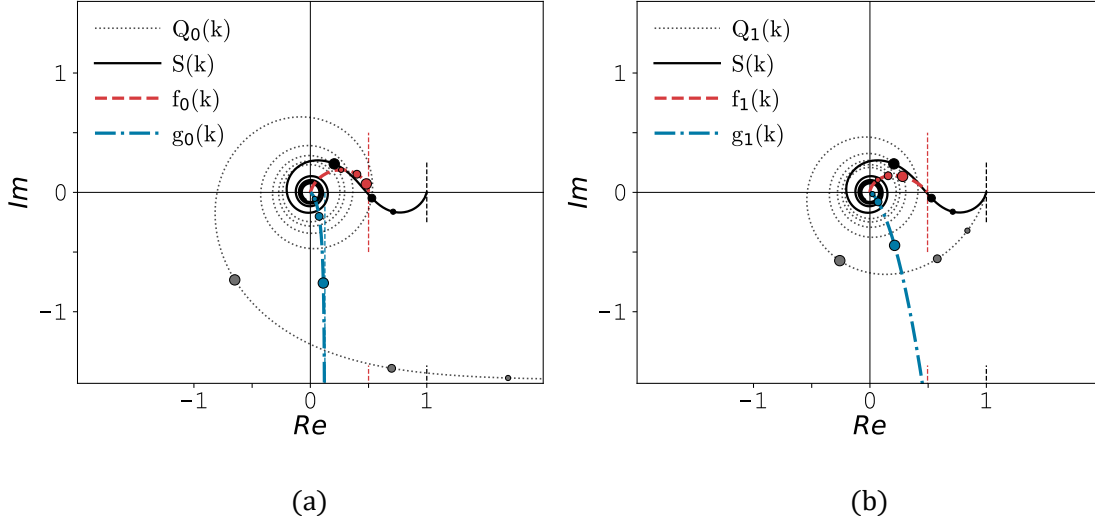 Q₀(k)
S(k)
f₀(k)
g₀(k)
Im
1
0
−1
−1
0
1
Re
(a)
Q₁(k)
S(k)
f₁(k)
g₁(k)
Im
1
0
−1
−1
0
1
Re
(b)